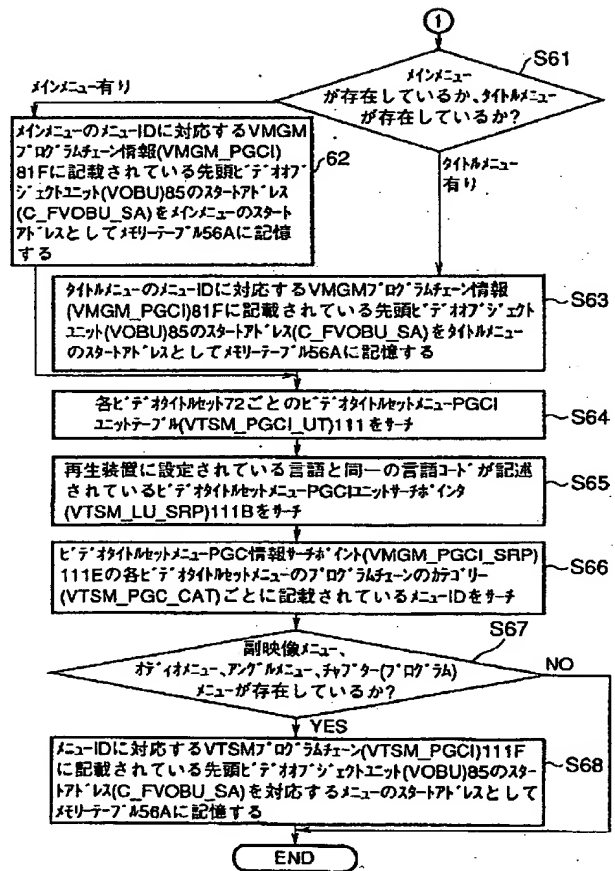 1
S61
メインメニュー
が存在しているか、タイトルメニュー
が存在しているか?
メインメニュー有り
タイトルメニュー
有り
62
メインメニューのメニューIDに対応するVMGM
プログラムチェーン情報(VMGM_PGCI)
81Fに記載されている先頭ビデオオブ
ジェクトユニット(VOBU)85のスタートアドレス
(C_FVOBU_SA)をメインメニューのスタート
アドレスとしてメモリーテーブル56Aに記憶
する
S63
タイトルメニューのメニューIDに対応するVMGMプログラムチェーン情報
(VMGM_PGCI)81Fに記載されている先頭ビデオオブジェクト
ユニット(VOBU)85のスタートアドレス(C_FVOBU_SA)をタイトルメニュー
のスタートアドレスとしてメモリーテーブル56Aに記憶する
S64
各ビデオタイトルセット72ごとのビデオタイトルセットメニューPGCI
ユニットテーブル(VTSM_PGCI_UT)111をサーチ
S65
再生装置に設定されている言語と同一の言語コードが記述
されているビデオタイトルセットメニューPGCIユニットサーチポインタ
(VTSM_LU_SRP)111Bをサーチ
S66
ビデオタイトルセットメニューPGC情報サーチポイント(VMGM_PGCI_SRP)
111Eの各ビデオタイトルセットメニューのプログラムチェーンのカテゴリー
(VTSM_PGC_CAT)ごとに記載されているメニューIDをサーチ
S67
副映像メニュー、
オーディオメニュー、アングルメニュー、チャプター(プログラム)
メニューが存在しているか?
NO
YES
S68
メニューIDに対応するVTSMプログラムチェーン(VTSM_PGCI)111F
に記載されている先頭ビデオオブジェクトユニット(VOBU)85のスター
トアドレス(C_FVOBU_SA)を対応するメニューのスタートアドレスとして
メモリーテーブル56Aに記憶する
END